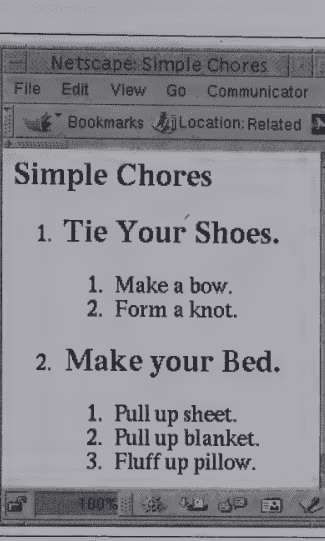 Netscape: Simple Chores
File Edit View Go Communicator
Bookmarks Location: Related
Simple Chores
1. Tie Your Shoes.
1. Make a bow.
2. Form a knot.
2. Make your Bed.
1. Pull up sheet.
2. Pull up blanket.
3. Fluff up pillow.
100%